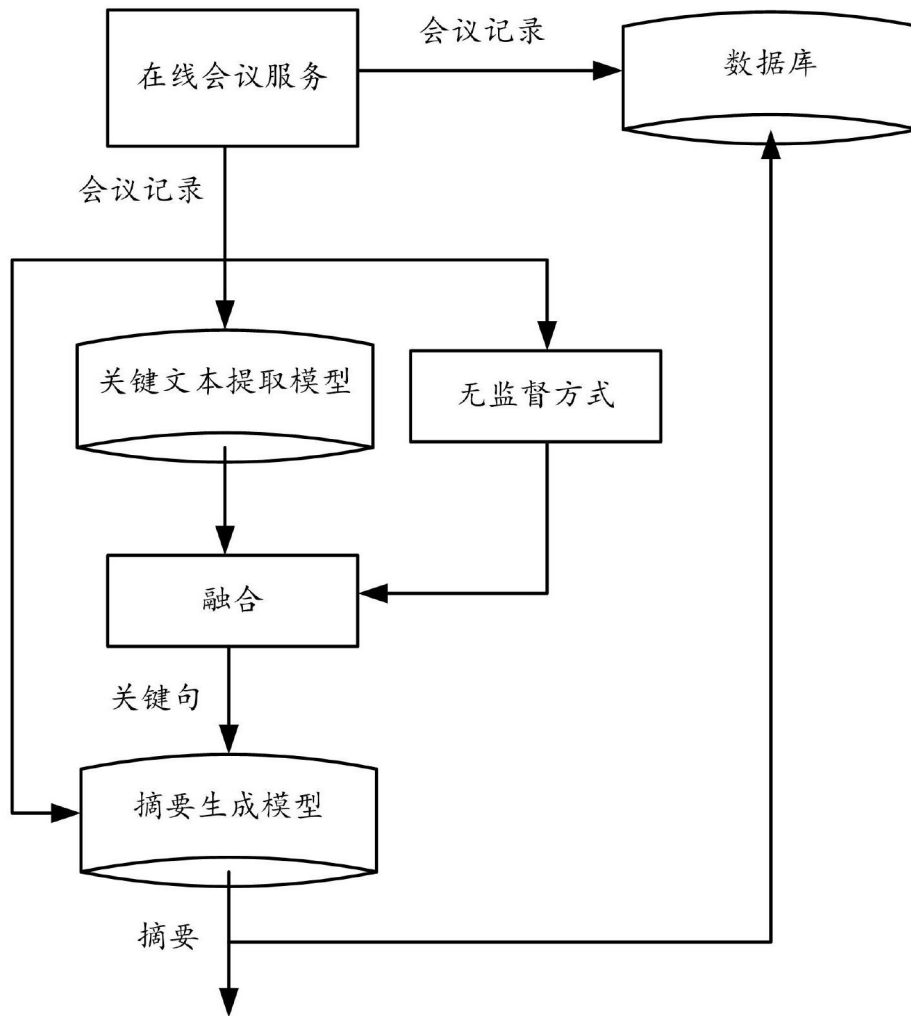 会议记录
在线会议服务
数据库
会议记录
关键文本提取模型
无监督方式
融合
关键句
摘要生成模型
摘要